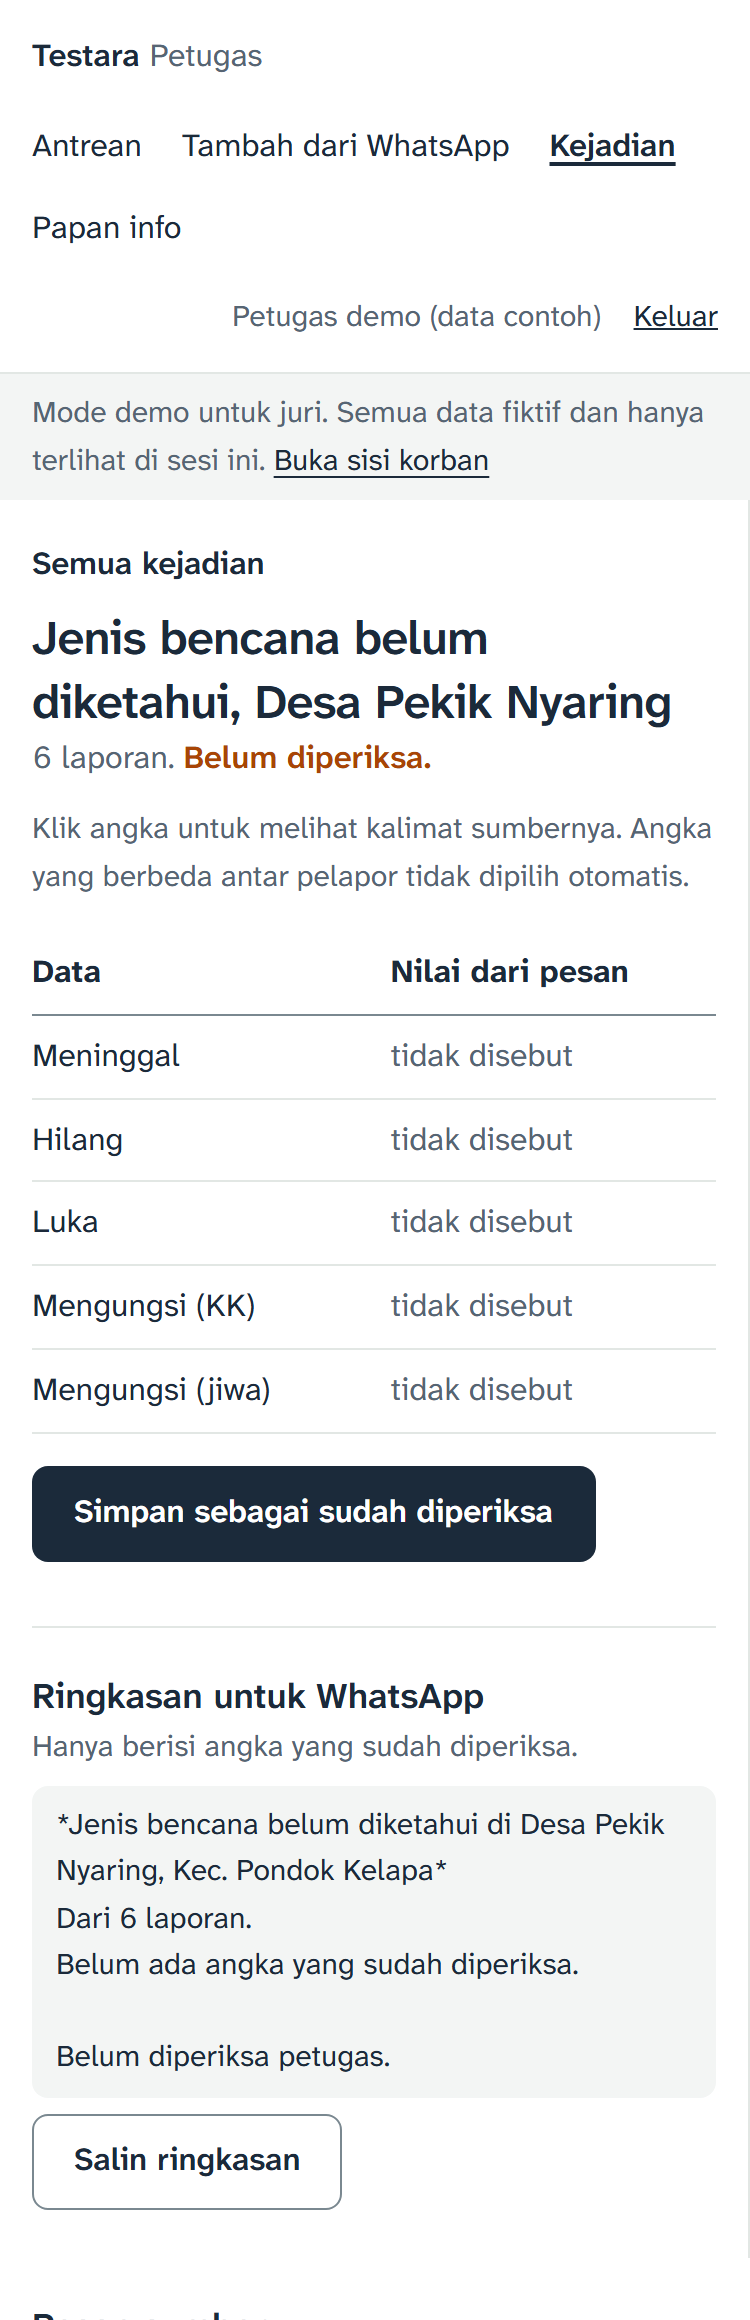 Testara Petugas
Antrean Tambah dari WhatsApp Kejadian
Papan info
Petugas demo (data contoh) Keluar
Mode demo untuk juri. Semua data fiktif dan hanya
terlihat di sesi ini. Buka sisi korban
Semua kejadian
Jenis bencana belum
diketahui, Desa Pekik Nyaring
6 laporan. Belum diperiksa.
Klik angka untuk melihat kalimat sumbernya. Angka
yang berbeda antar pelapor tidak dipilih otomatis.
Data Nilai dari pesan
Meninggal tidak disebut
Hilang tidak disebut
Luka tidak disebut
Mengungsi (KK) tidak disebut
Mengungsi (jiwa) tidak disebut
Simpan sebagai sudah diperiksa
Ringkasan untuk WhatsApp
Hanya berisi angka yang sudah diperiksa.
*Jenis bencana belum diketahui di Desa Pekik
Nyaring, Kec. Pondok Kelapa*
Dari 6 laporan.
Belum ada angka yang sudah diperiksa.
Belum diperiksa petugas.
Salin ringkasan